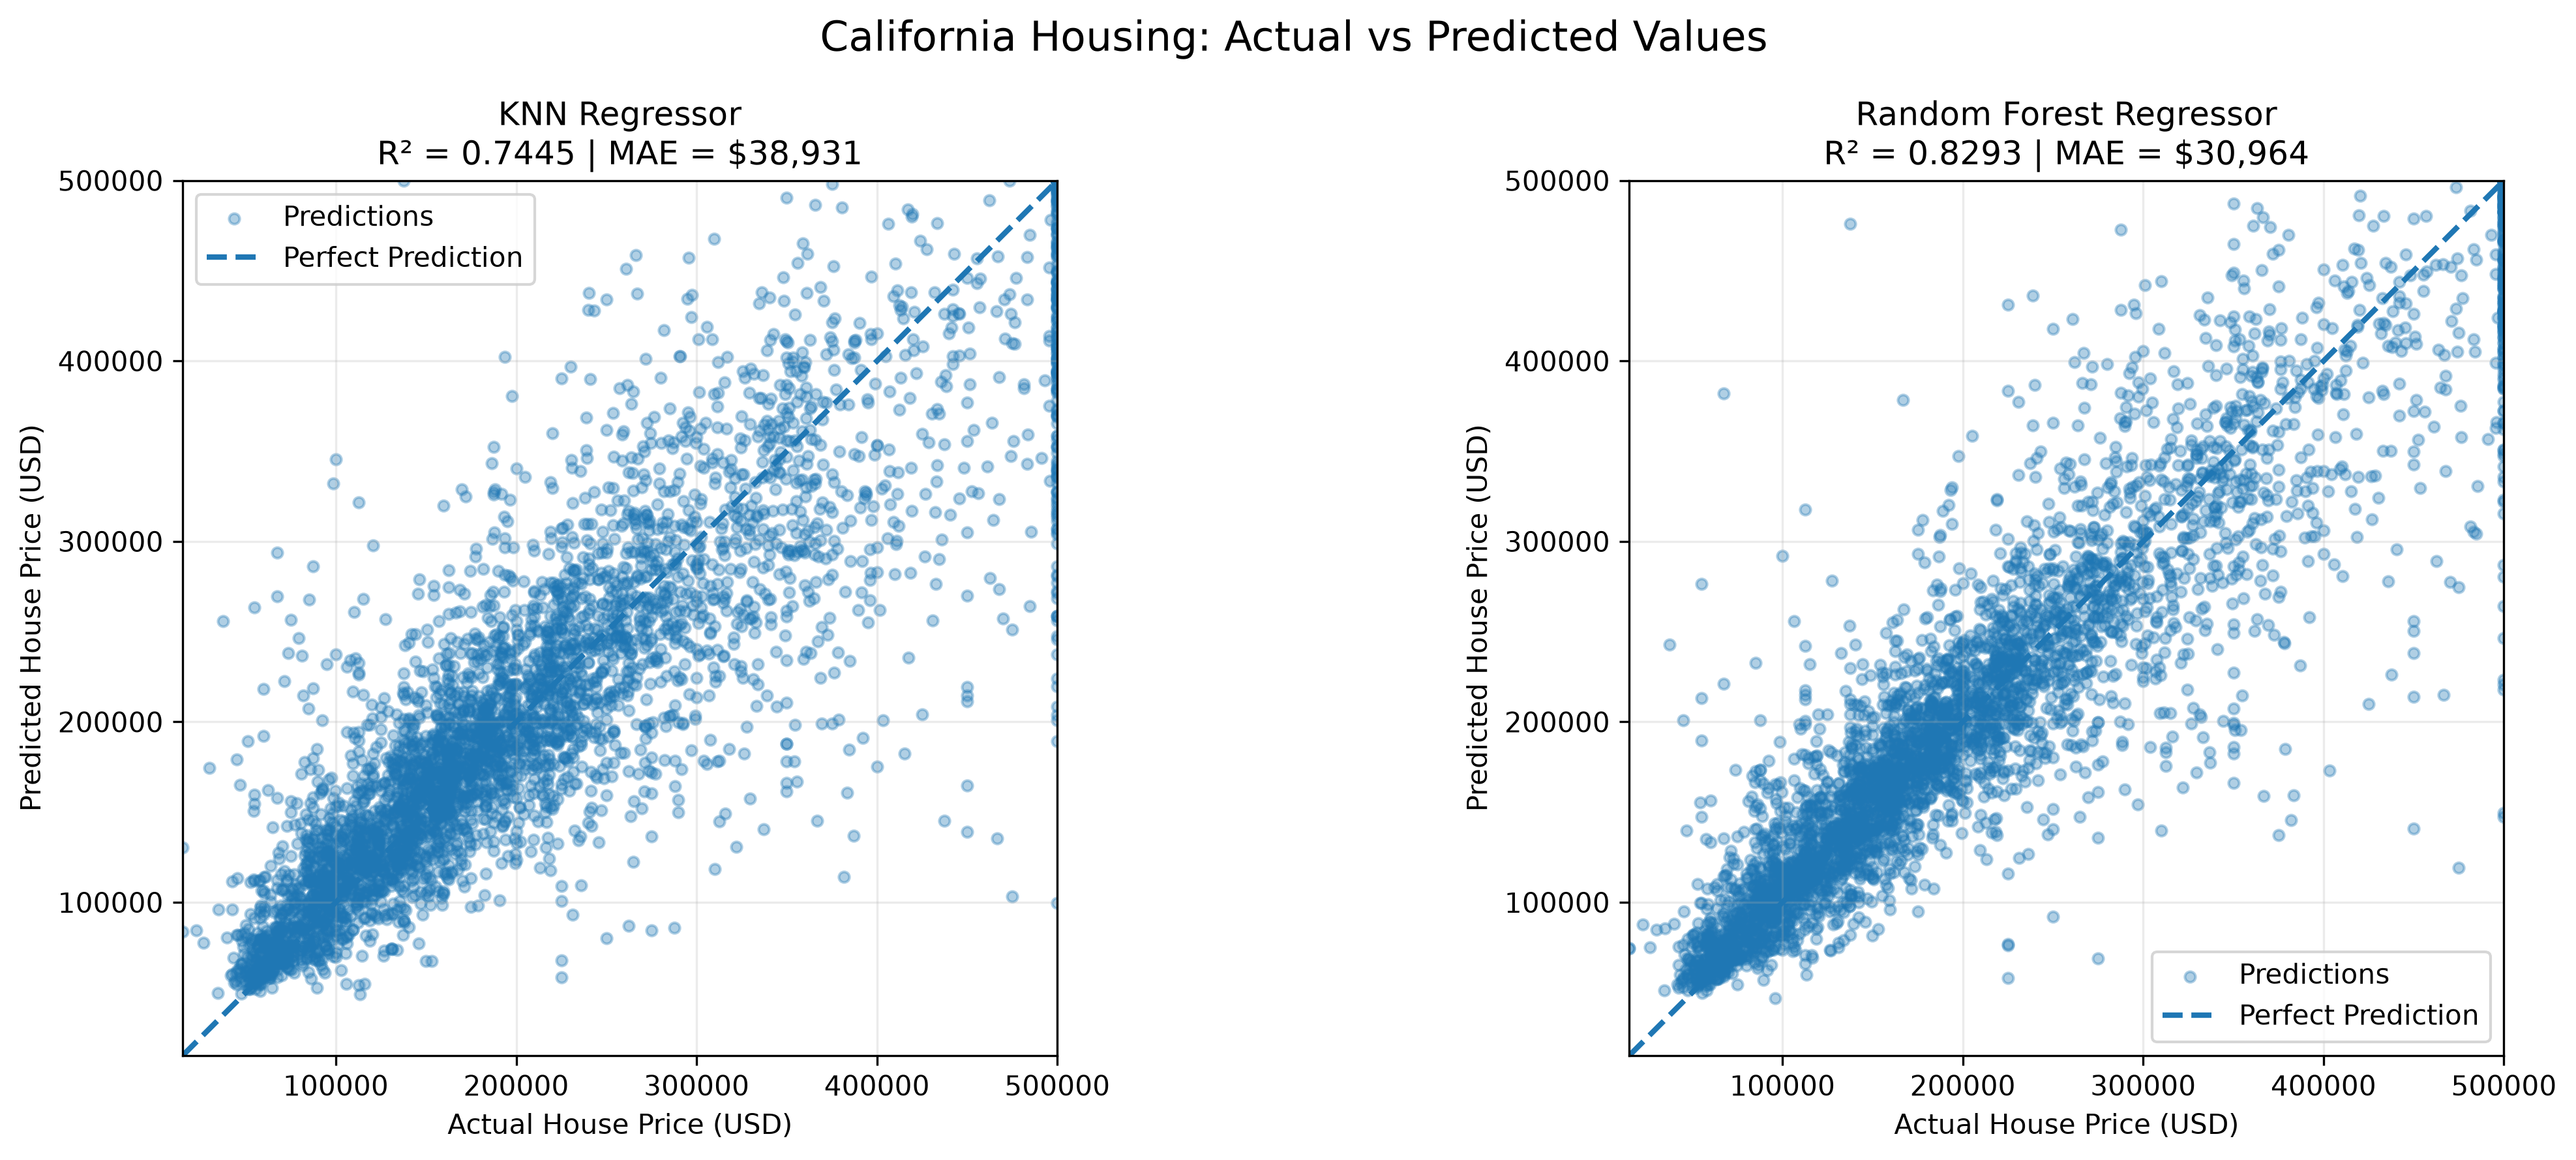 California Housing: Actual vs Predicted Values
KNN Regressor
R² = 0.7445 | MAE = $38,931
500000
400000
300000
200000
100000
Predicted House Price (USD)
Predictions
Perfect Prediction
100000 200000 300000 400000 500000
Actual House Price (USD)
Random Forest Regressor
R² = 0.8293 | MAE = $30,964
500000
400000
300000
200000
100000
Predicted House Price (USD)
Predictions
Perfect Prediction
100000 200000 300000 400000 500000
Actual House Price (USD)